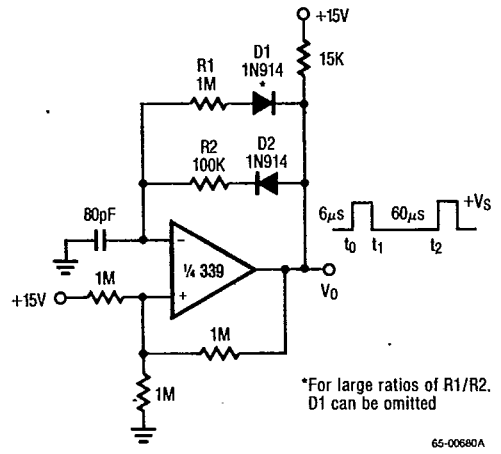 +15V
15K
R1
1M
D1
1N914
*
R2
100K
D2
1N914
80pF
6μs
60μs
+VS
t0
t1
t2
−
1/4 339
+
VO
+15V
1M
1M
1M
*For large ratios of R1/R2,
D1 can be omitted
65-00680A